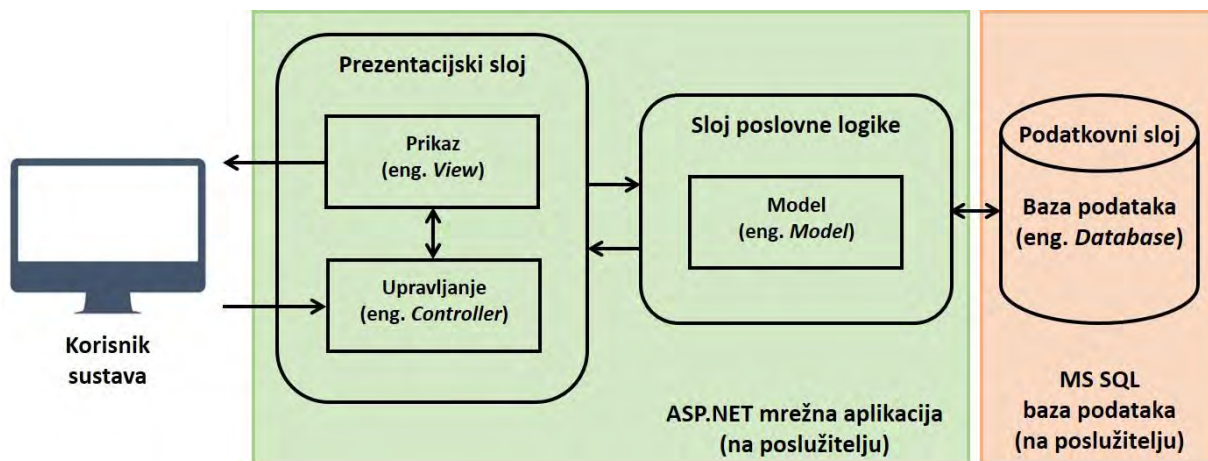 Korisnik
sustava
Prezentacijski sloj
Prikaz
(eng. View)
Upravljanje
(eng. Controller)
Sloj poslovne logike
Model
(eng. Model)
ASP.NET mrežna aplikacija
(na poslužitelju)
Podatkovni sloj
Baza podataka
(eng. Database)
MS SQL
baza podataka
(na poslužitelju)